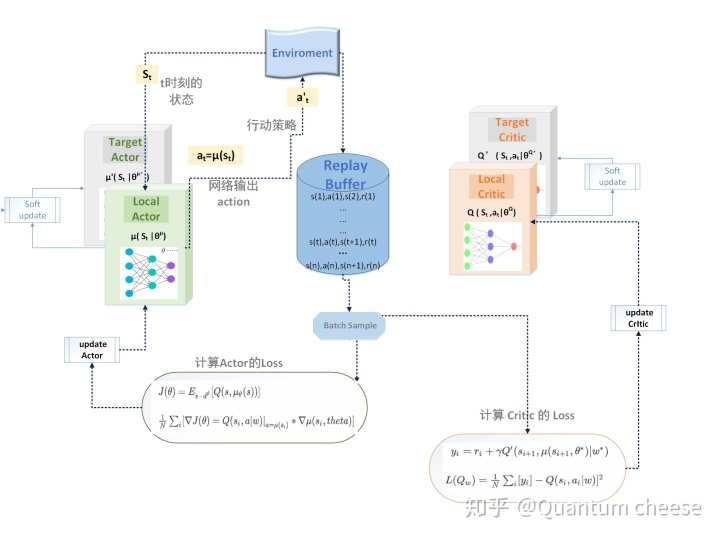 Enviroment
St
t时刻的
状态
a't
行动策略
at=μ(st)
网络输出
action
Target
Actor
μ'( St |θμ′ )
Local
Actor
μ( St |θμ)
θ
Soft
update
Replay
Buffer
s(1),a(1),s(2),r(1)
...
...
s(t),a(t),s(t+1),r(t)
...
s(n),a(n),s(n+1),r(n)
Target
Critic
Q' ( St ,at|θQ′ )
Local
Critic
Q ( St ,at|θQ)
Soft
update
Batch Sample
update
Actor
update
CrItic
计算Actor的Loss
J(θ) = Es∼dβ[Q(s, μθ(s))]
1/N ∑i[∇J(θ) = Q(si, a|w)|a=μ(si) * ∇μ(si, theta)]
计算 Critic 的 Loss
yi = ri + γQ′(si+1, μ(si+1, θ*)|w*)
L(Qw) = 1/N ∑i[yi] − Q(si, ai|w)]2
知乎 @Quantum cheese